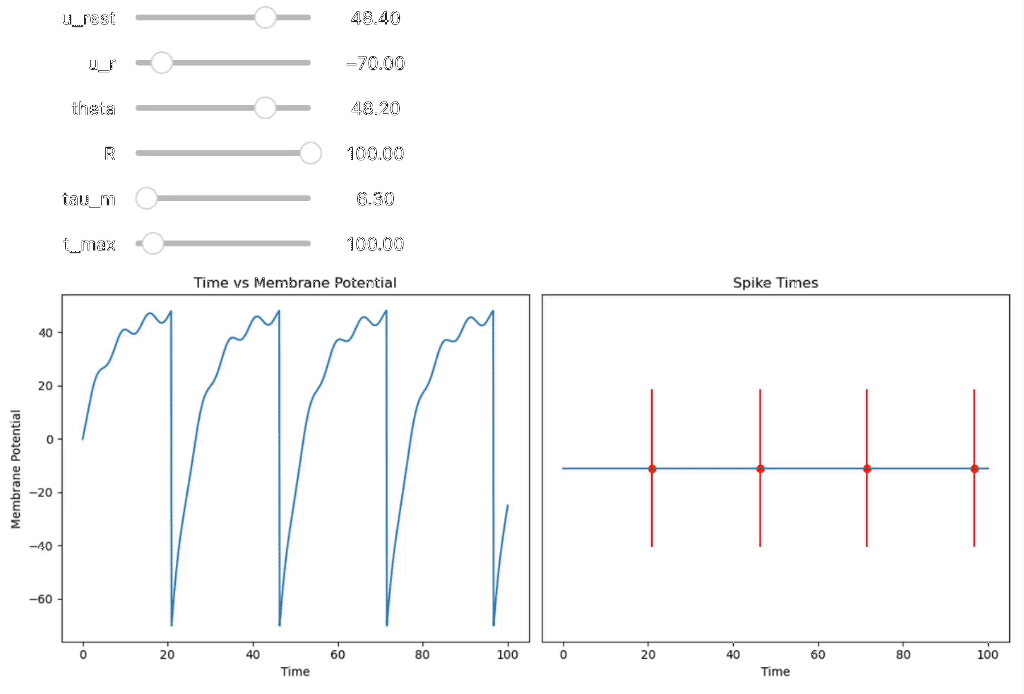 u_rest 48.40
u_r −70.00
theta 48.20
R 100.00
tau_m 6.30
t_max 100.00
Time vs Membrane Potential
Spike Times
Membrane Potential
40
20
0
−20
−40
−60
0 20 40 60 80 100
0 20 40 60 80 100
Time
Time